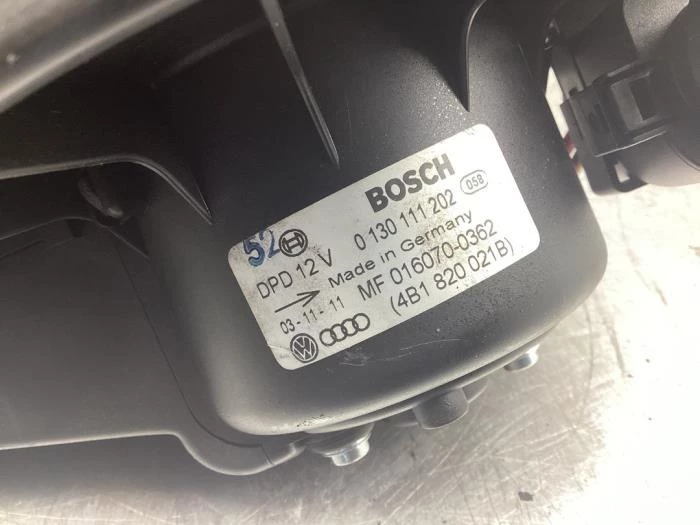 52
BOSCH
DPD 12 V 0 130 111 202 058
Made in Germany
03-11-11 MF 016070-0362
(4B1 820 021B)